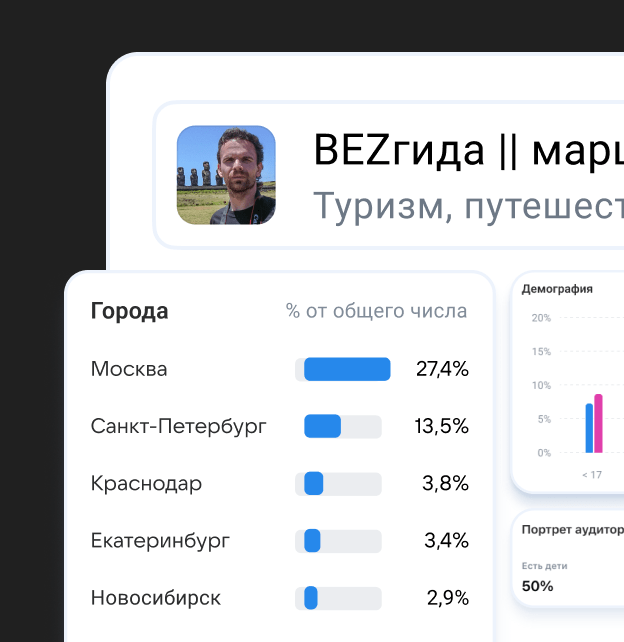 BEZгида || мар
Туризм, путешест
Города % от общего числа
Москва 27,4%
Санкт-Петербург 13,5%
Краснодар 3,8%
Екатеринбург 3,4%
Новосибирск 2,9%
Демография
20%
15%
10%
5%
0%
< 17
Портрет аудитор
Есть дети
50%